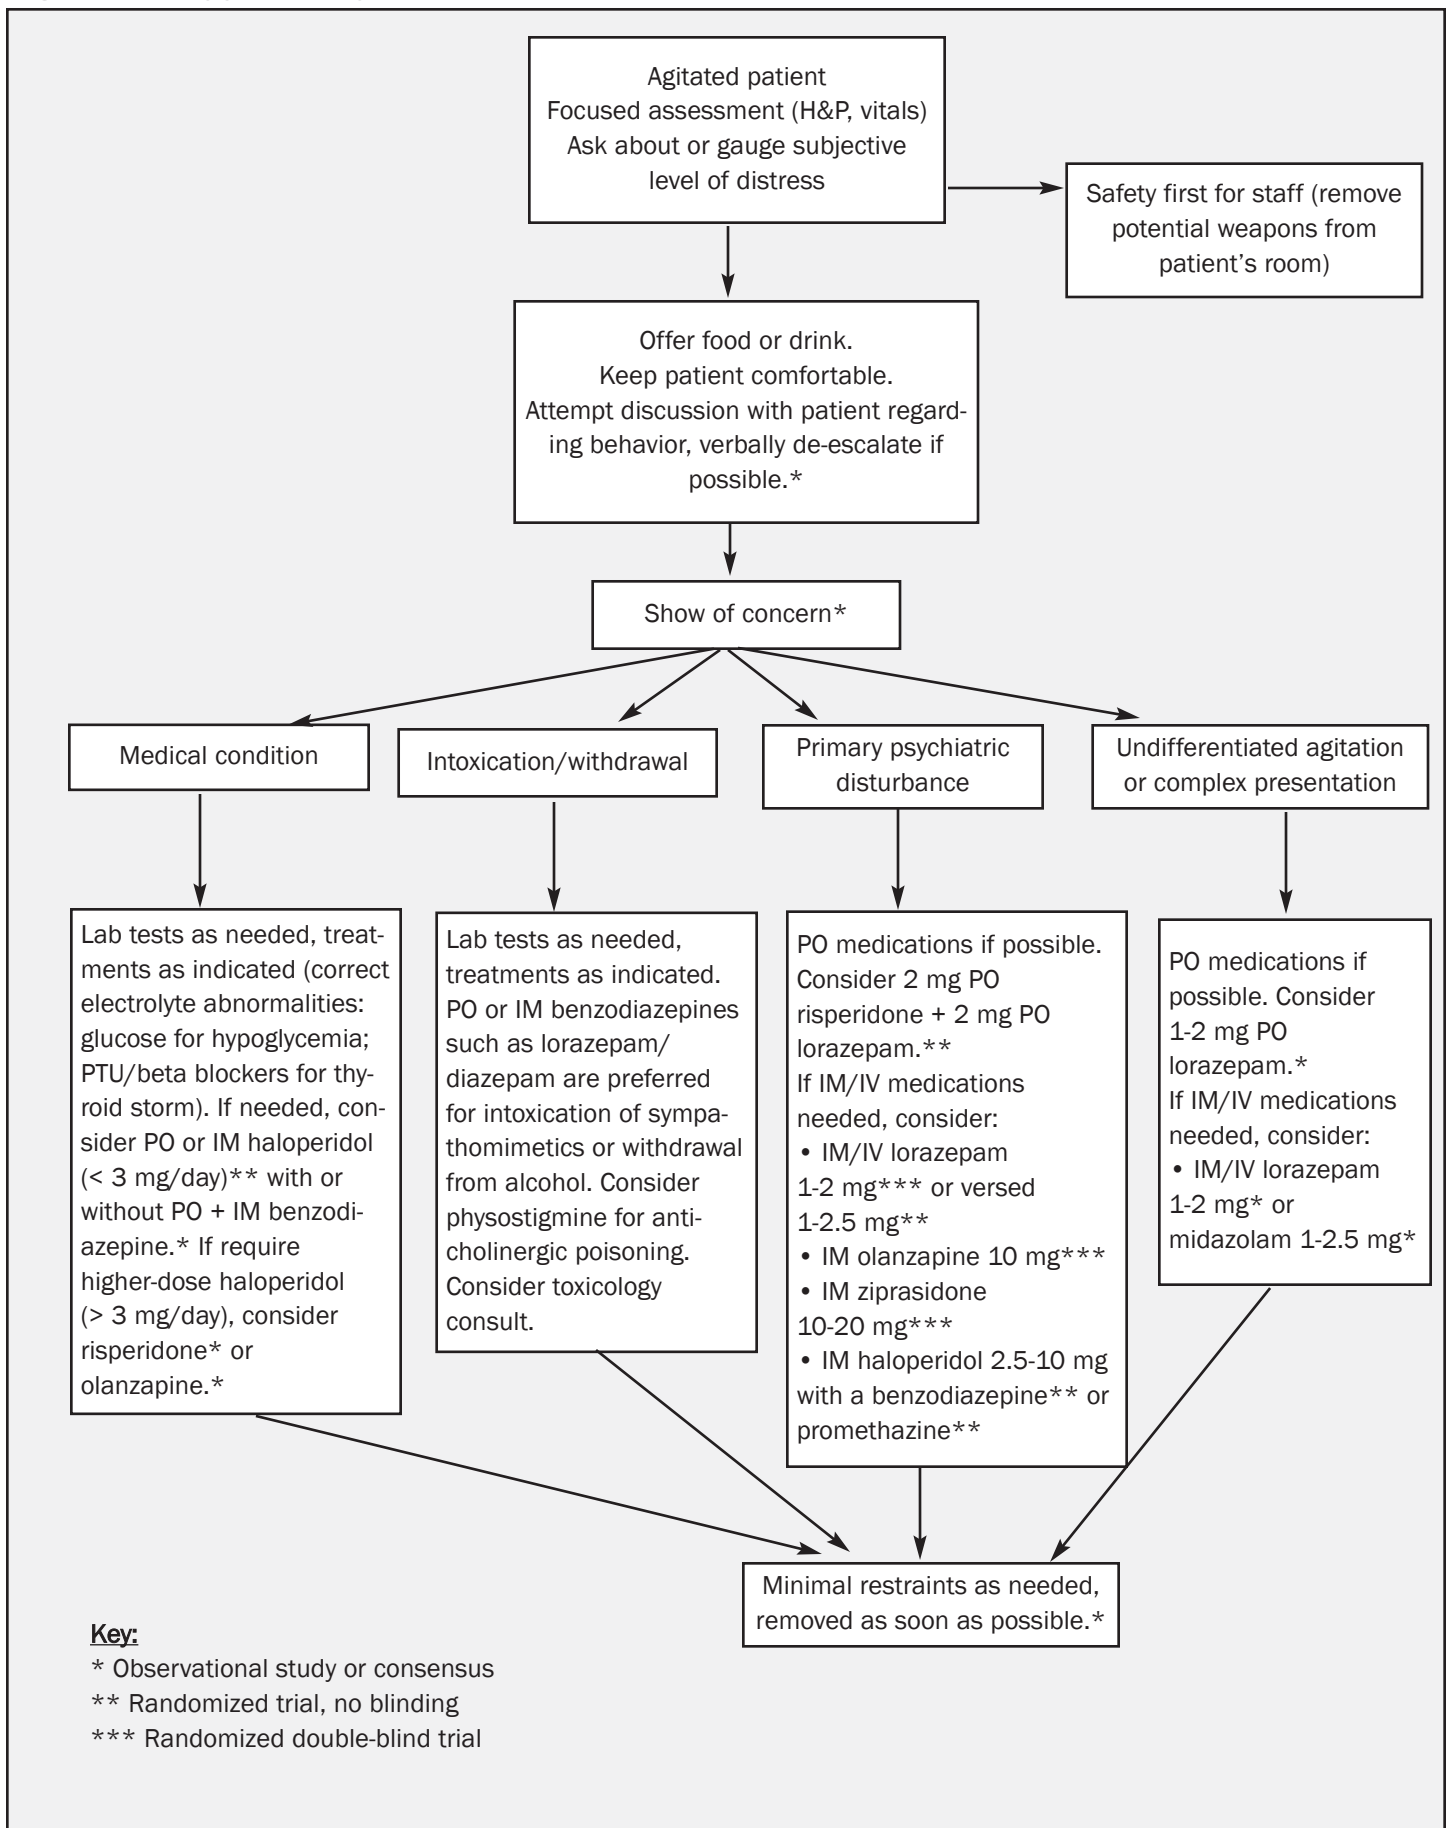 Agitated patient
Focused assessment (H&P, vitals)
Ask about or gauge subjective
level of distress
Safety first for staff (remove
potential weapons from
patient’s room)
Offer food or drink.
Keep patient comfortable.
Attempt discussion with patient regard-
ing behavior, verbally de-escalate if
possible.*
Show of concern*
Medical condition
Intoxication/withdrawal
Primary psychiatric
disturbance
Undifferentiated agitation
or complex presentation
Lab tests as needed, treat-
ments as indicated (correct
electrolyte abnormalities:
glucose for hypoglycemia;
PTU/beta blockers for thy-
roid storm). If needed, con-
sider PO or IM haloperidol
(< 3 mg/day)** with or
without PO + IM benzodi-
azepine.* If require
higher-dose haloperidol
(> 3 mg/day), consider
risperidone* or
olanzapine.*
Lab tests as needed,
treatments as indicated.
PO or IM benzodiazepines
such as lorazepam/
diazepam are preferred
for intoxication of sympa-
thomimetics or withdrawal
from alcohol. Consider
physostigmine for anti-
cholinergic poisoning.
Consider toxicology
consult.
PO medications if possible.
Consider 2 mg PO
risperidone + 2 mg PO
lorazepam.**
If IM/IV medications
needed, consider:
• IM/IV lorazepam
1-2 mg*** or versed
1-2.5 mg**
• IM olanzapine 10 mg***
• IM ziprasidone
10-20 mg***
• IM haloperidol 2.5-10 mg
with a benzodiazepine** or
promethazine**
PO medications if
possible. Consider
1-2 mg PO
lorazepam.*
If IM/IV medications
needed, consider:
• IM/IV lorazepam
1-2 mg* or
midazolam 1-2.5 mg*
Minimal restraints as needed,
removed as soon as possible.*
Key:
* Observational study or consensus
** Randomized trial, no blinding
*** Randomized double-blind trial